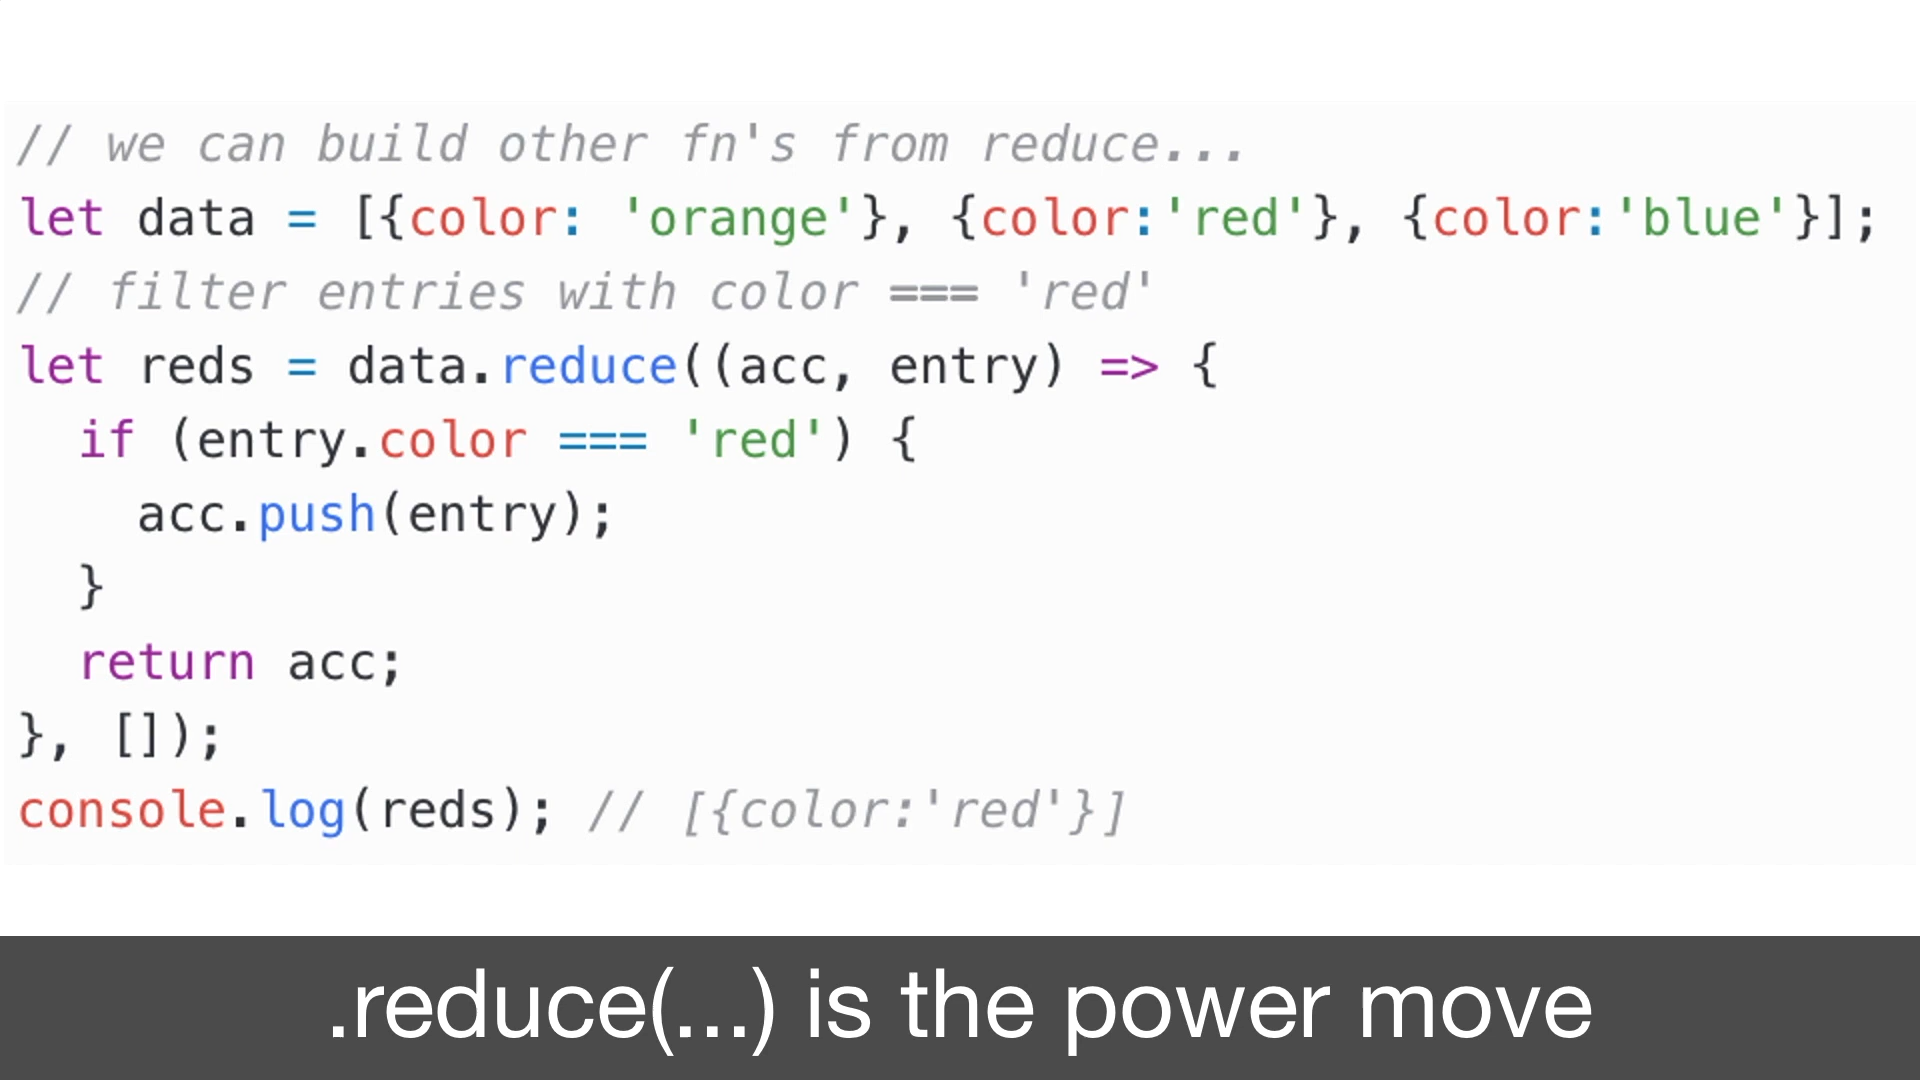 // we can build other fn's from reduce...
let data = [{color: 'orange'}, {color:'red'}, {color:'blue'}];
// filter entries with color === 'red'
let reds = data.reduce((acc, entry) => {
  if (entry.color === 'red') {
    acc.push(entry);
  }
  return acc;
}, []);
console.log(reds); // [{color:'red'}]
.reduce(...) is the power move